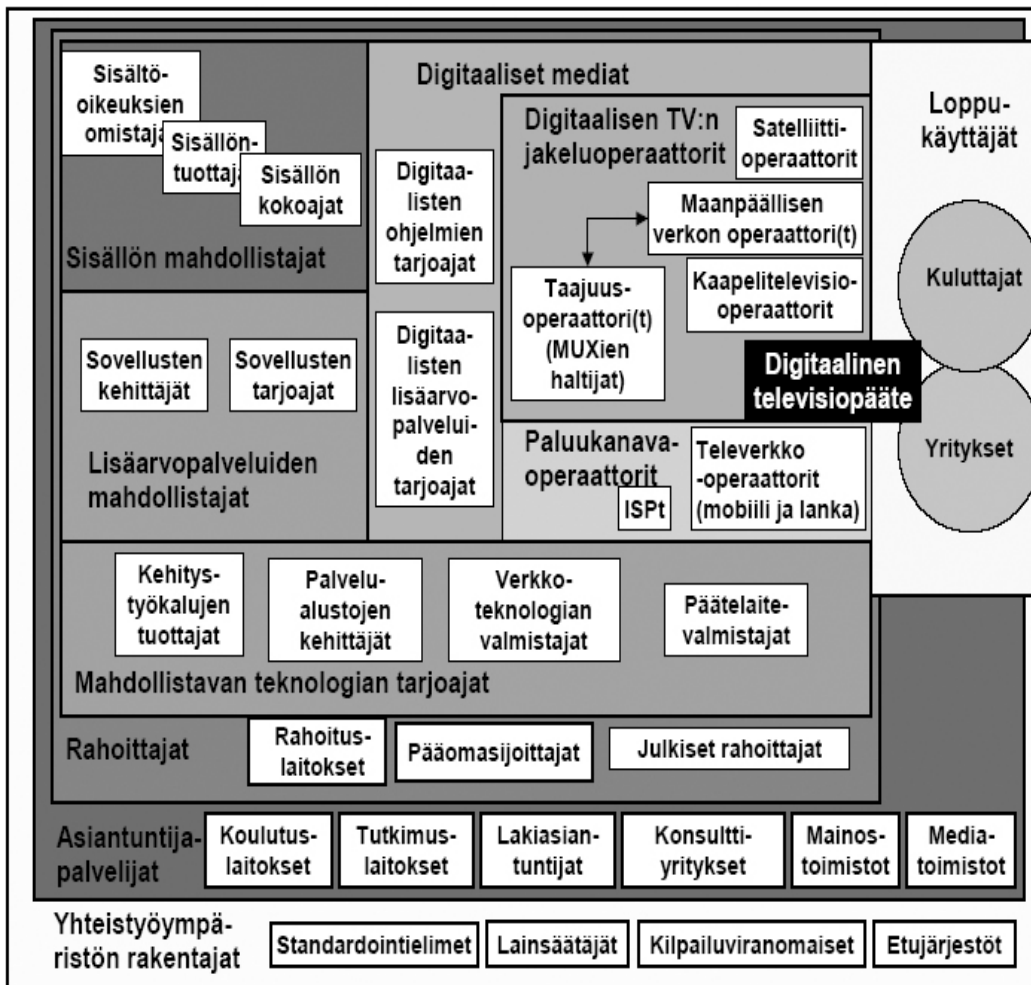 Sisältö-
oikeuksien
omistaja
Sisällön-
tuottaja
Sisällön
kokoajat
Sisällön mahdollistajat
Digitaaliset mediat
Digitaa-
listen
ohjelmien
tarjoajat
Digitaa-
listen
lisäarvo-
palvelui-
den
tarjoajat
Digitaalisen TV:n
jakeluoperaattorit
Satelliitti-
operaattorit
Maanpäällisen
verkon operaattori(t)
Kaapelitelevisio-
operaattorit
Taajuus-
operaattori(t)
(MUXien
haltijat)
Loppu-
käyttäjät
Kuluttajat
Yritykset
Digitaalinen
televisiopääte
Sovellusten
kehittäjät
Sovellusten
tarjoajat
Lisäarvopalveluiden
mahdollistajat
Paluukanava-
operaattorit
ISPt
Televerkko
-operaattorit
(mobiili ja lanka)
Kehitys-
työkalujen
tuottajat
Palvelu-
alustojen
kehittäjät
Verkko-
teknologian
valmistajat
Päätelaite-
valmistajat
Mahdollistavan teknologian tarjoajat
Rahoittajat
Rahoitus-
laitokset
Pääomasijoittajat
Julkiset rahoittajat
Asiantuntija-
palvelijat
Koulutus-
laitokset
Tutkimus-
laitokset
Lakiasian-
tuntijat
Konsultti-
yritykset
Mainos-
toimistot
Media-
toimistot
Yhteistyöympä-
ristön rakentajat
Standardointielimet
Lainsäätäjät
Kilpailuviranomaiset
Etujärjestöt